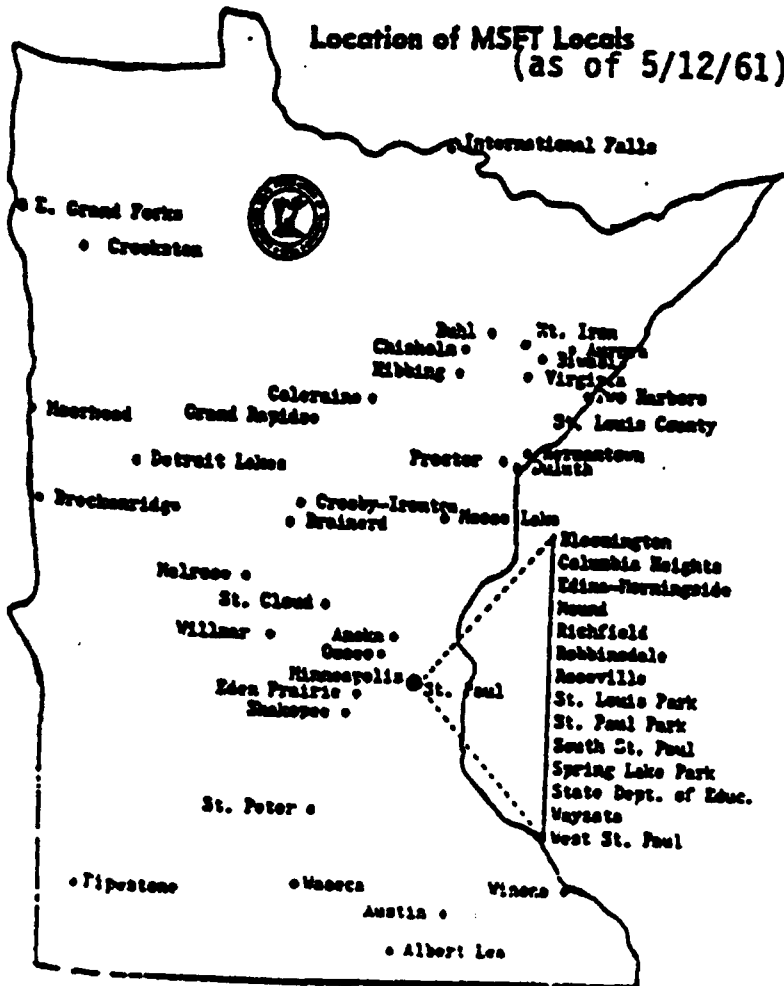 Location of MSFT Locals
(as of 5/12/61)
International Falls
E. Grand Forks
Crookston
Buhl
Mt. Iron
Chisholm
Aurora
Biwabik
Hibbing
Virginia
Coleraine
Two Harbors
Moorhead
Grand Rapids
St. Louis County
Detroit Lakes
Proctor
Hermantown
Duluth
Breckenridge
Crosby-Ironton
Moose Lake
Brainerd
Bloomington
Columbia Heights
Melrose
Edina-Morningside
St. Cloud
Mound
Willmar
Anoka
Richfield
Osseo
Robbinsdale
Minneapolis
Roseville
Eden Prairie
St. Paul
St. Louis Park
Shakopee
St. Paul Park
South St. Paul
Spring Lake Park
State Dept. of Educ.
St. Peter
Wayzata
West St. Paul
Pipestone
Waseca
Winona
Austin
Albert Lea